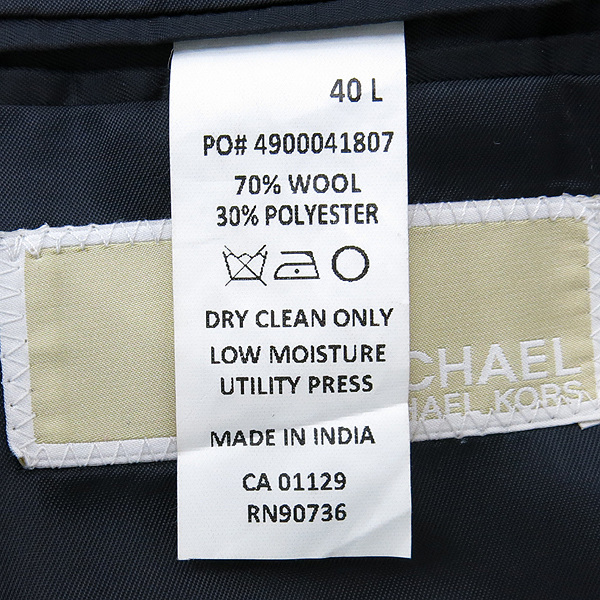 40 L
PO# 4900041807
70% WOOL
30% POLYESTER
DRY CLEAN ONLY
LOW MOISTURE
UTILITY PRESS
MADE IN INDIA
CA 01129
RN90736
CHAEL
HAEL KORS